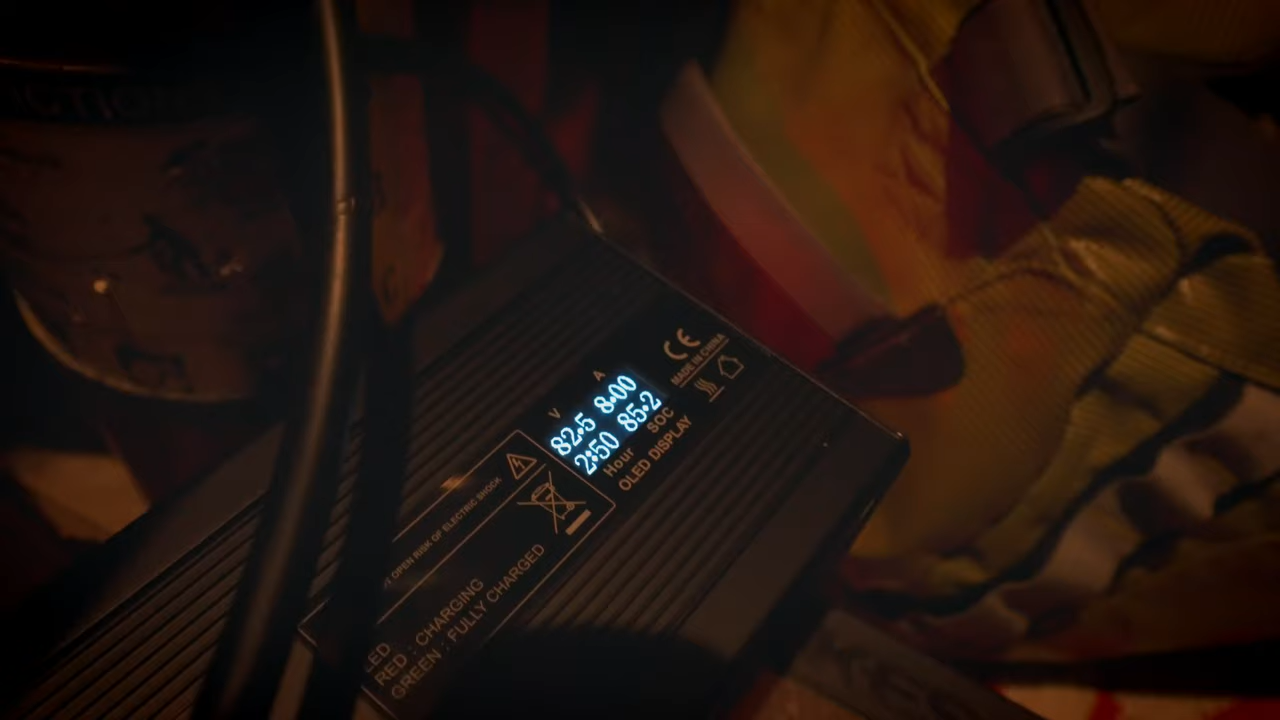 V A
82.5 8.00
2:50 85.2
Hour SOC
OLED DISPLAY
CE
MADE IN CHINA
OPEN RISK OF ELECTRIC SHOCK
RED : CHARGING
GREEN : FULLY CHARGED